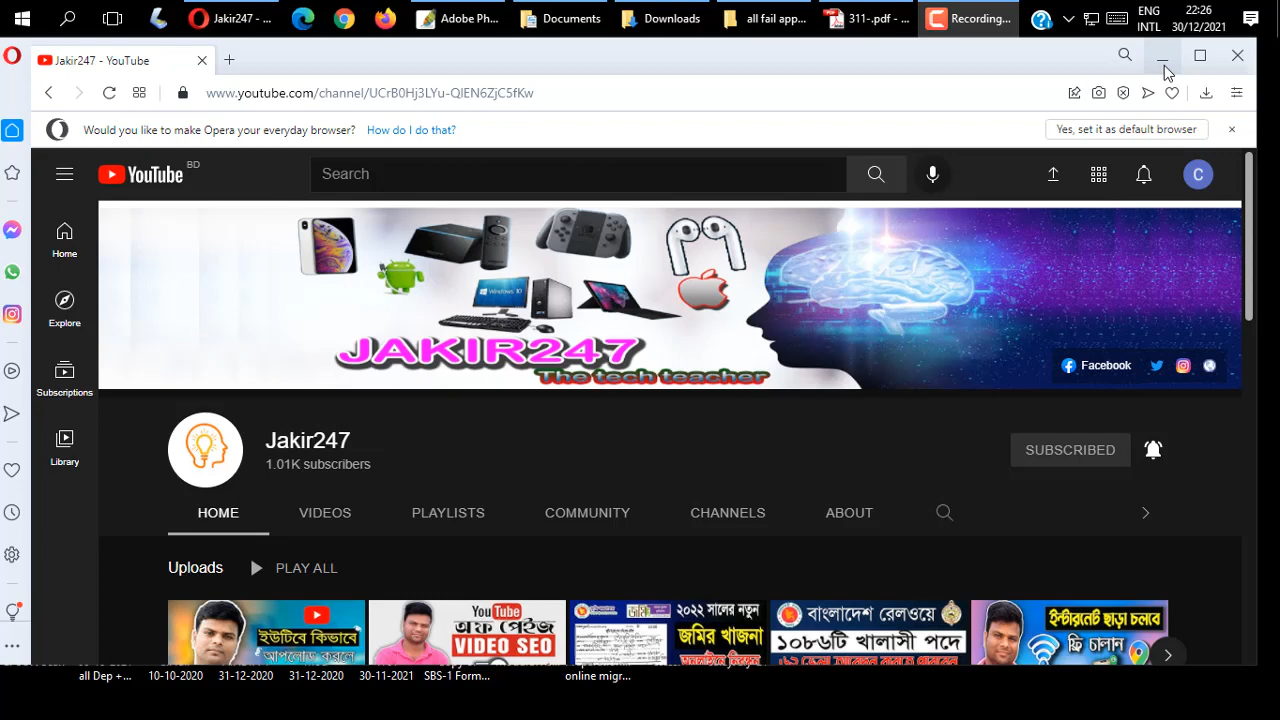 Jakir247 - ...
Adobe Ph...
Documents
Downloads
all fail app...
311-.pdf - ...
Recording...
ENG
INTL
22:26
30/12/2021
Jakir247 - YouTube
www.youtube.com/channel/UCrB0Hj3LYu-QlEN6ZjC5fKw
Would you like to make Opera your everyday browser? How do I do that?
Yes, set it as default browser
YouTube BD
Search
C
Home
Explore
Subscriptions
Library
Windows 10
JAKIR247
The tech teacher
Facebook
Jakir247
1.01K subscribers
SUBSCRIBED
HOME
VIDEOS
PLAYLISTS
COMMUNITY
CHANNELS
ABOUT
Uploads
PLAY ALL
ইউটিবে কিভাবে
আপলোড করলে
YouTube
অফ পেইজ
VIDEO SEO
২০২২ সালের নতুন
জমির খাজনা
বাংলাদেশ রেলওয়ে
১০৮৬টি খালাসী পদে
ইন্টারনেট ছাড়া চলবে
ফ্রি চালান
all Dep +...
10-10-2020
31-12-2020
31-12-2020
30-11-2021
SBS-1 Form...
online migr...